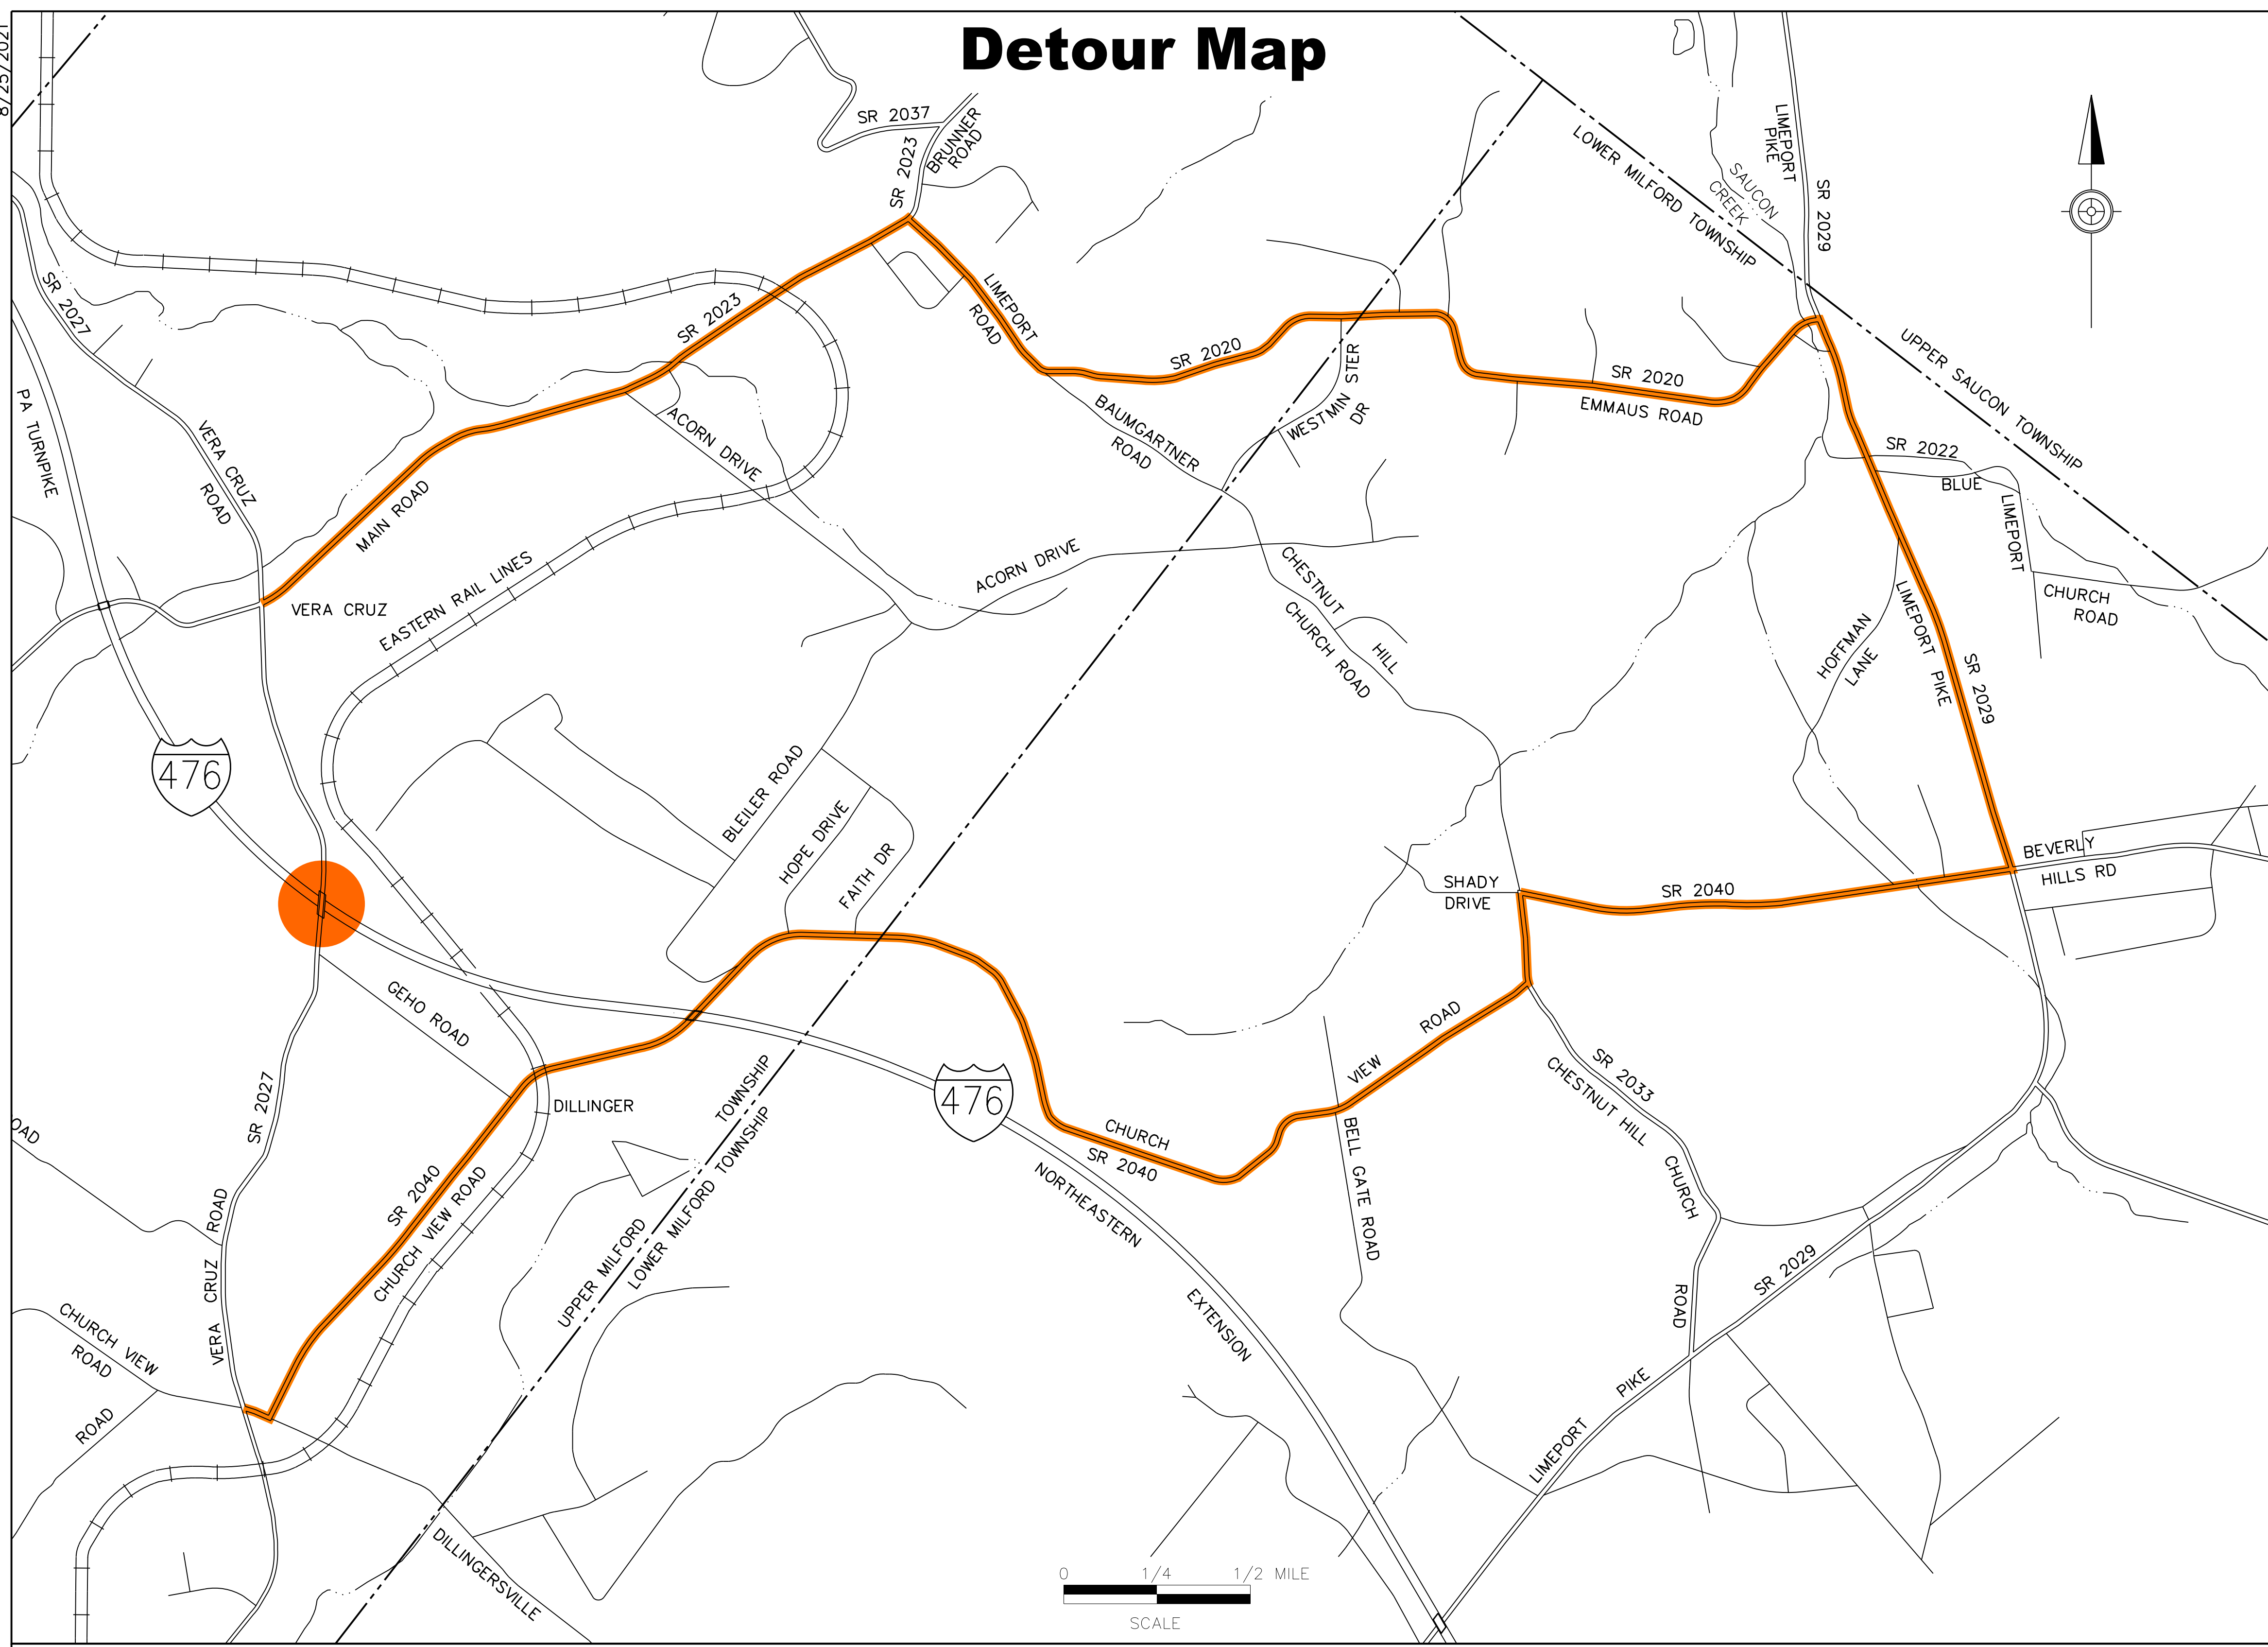 8/25/2021
Detour Map
SR 2037
BRUNNER
ROAD
SR 2023
LIMEPORT
PIKE
SR 2029
SAUCON
CREEK
LOWER MILFORD TOWNSHIP
UPPER SAUCON TOWNSHIP
SR 2027
PA TURNPIKE
VERA CRUZ
ROAD
SR 2023
MAIN ROAD
LIMEPORT
ROAD
SR 2020
WESTMIN STER
DR
SR 2020
EMMAUS ROAD
BAUMGARTNER
ROAD
ACORN DRIVE
SR 2022
BLUE
LIMEPORT
CHURCH
ROAD
VERA CRUZ
EASTERN RAIL LINES
ACORN DRIVE
CHESTNUT
HILL
CHURCH ROAD
HOFFMAN
LANE
LIMEPORT PIKE
SR 2029
476
BLEILER ROAD
HOPE DRIVE
FAITH DR
SHADY
DRIVE
SR 2040
BEVERLY
HILLS RD
GEHO ROAD
DILLINGER
SR 2027
VERA CRUZ ROAD
OAD
SR 2040
CHURCH VIEW ROAD
UPPER MILFORD TOWNSHIP
LOWER MILFORD TOWNSHIP
476
NORTHEASTERN
EXTENSION
CHURCH
VIEW
ROAD
SR 2040
BELL GATE ROAD
SR 2033
CHESTNUT HILL
CHURCH
ROAD
SR 2029
LIMEPORT PIKE
CHURCH VIEW
ROAD
ROAD
DILLINGERSVILLE
0 1/4 1/2 MILE
SCALE